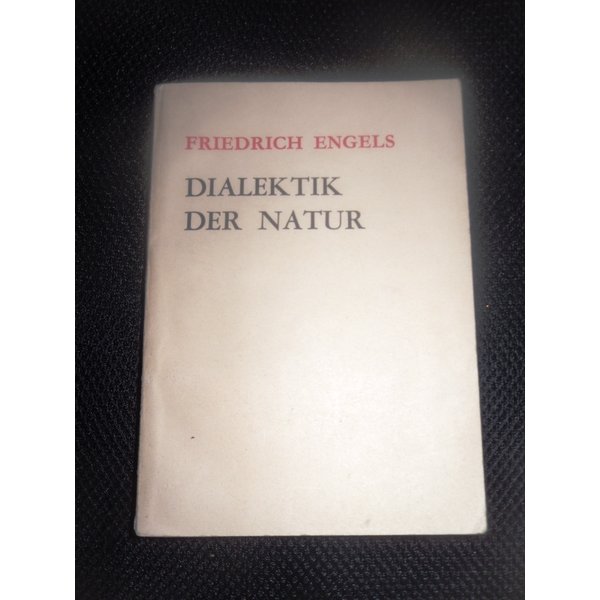 FRIEDRICH ENGELS
DIALEKTIK
DER NATUR